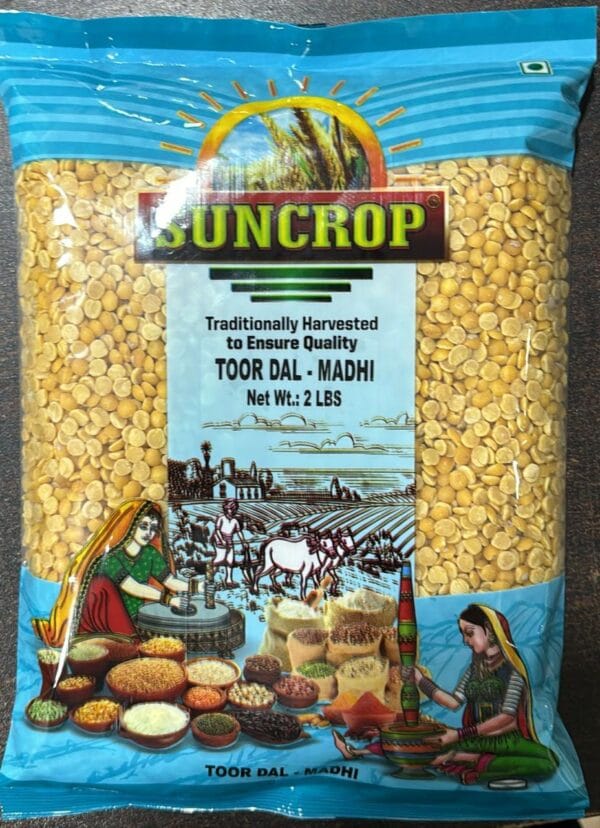 SUNCROP
Traditionally Harvested
to Ensure Quality
TOOR DAL - MADHI
Net Wt.: 2 LBS
TOOR DAL - MADHI